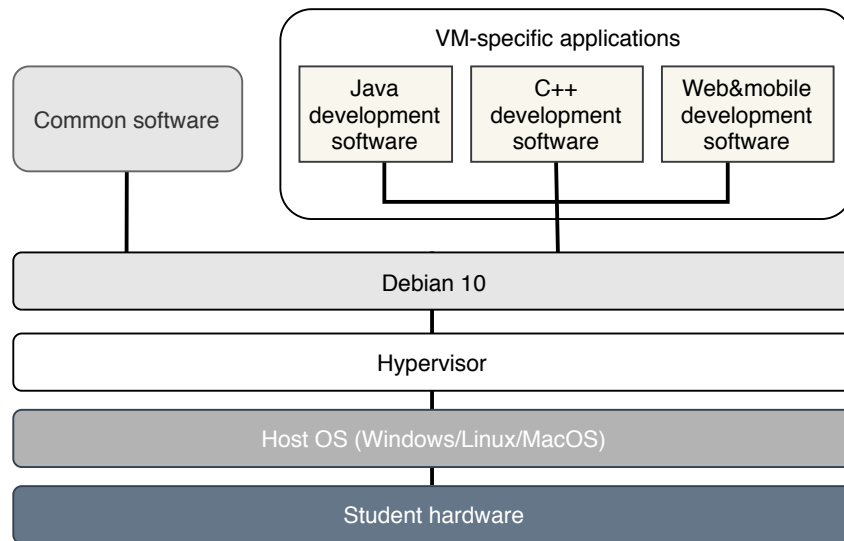 VM-specific applications
Common software
Java
development
software
C++
development
software
Web&mobile
development
software
Debian 10
Hypervisor
Host OS (Windows/Linux/MacOS)
Student hardware